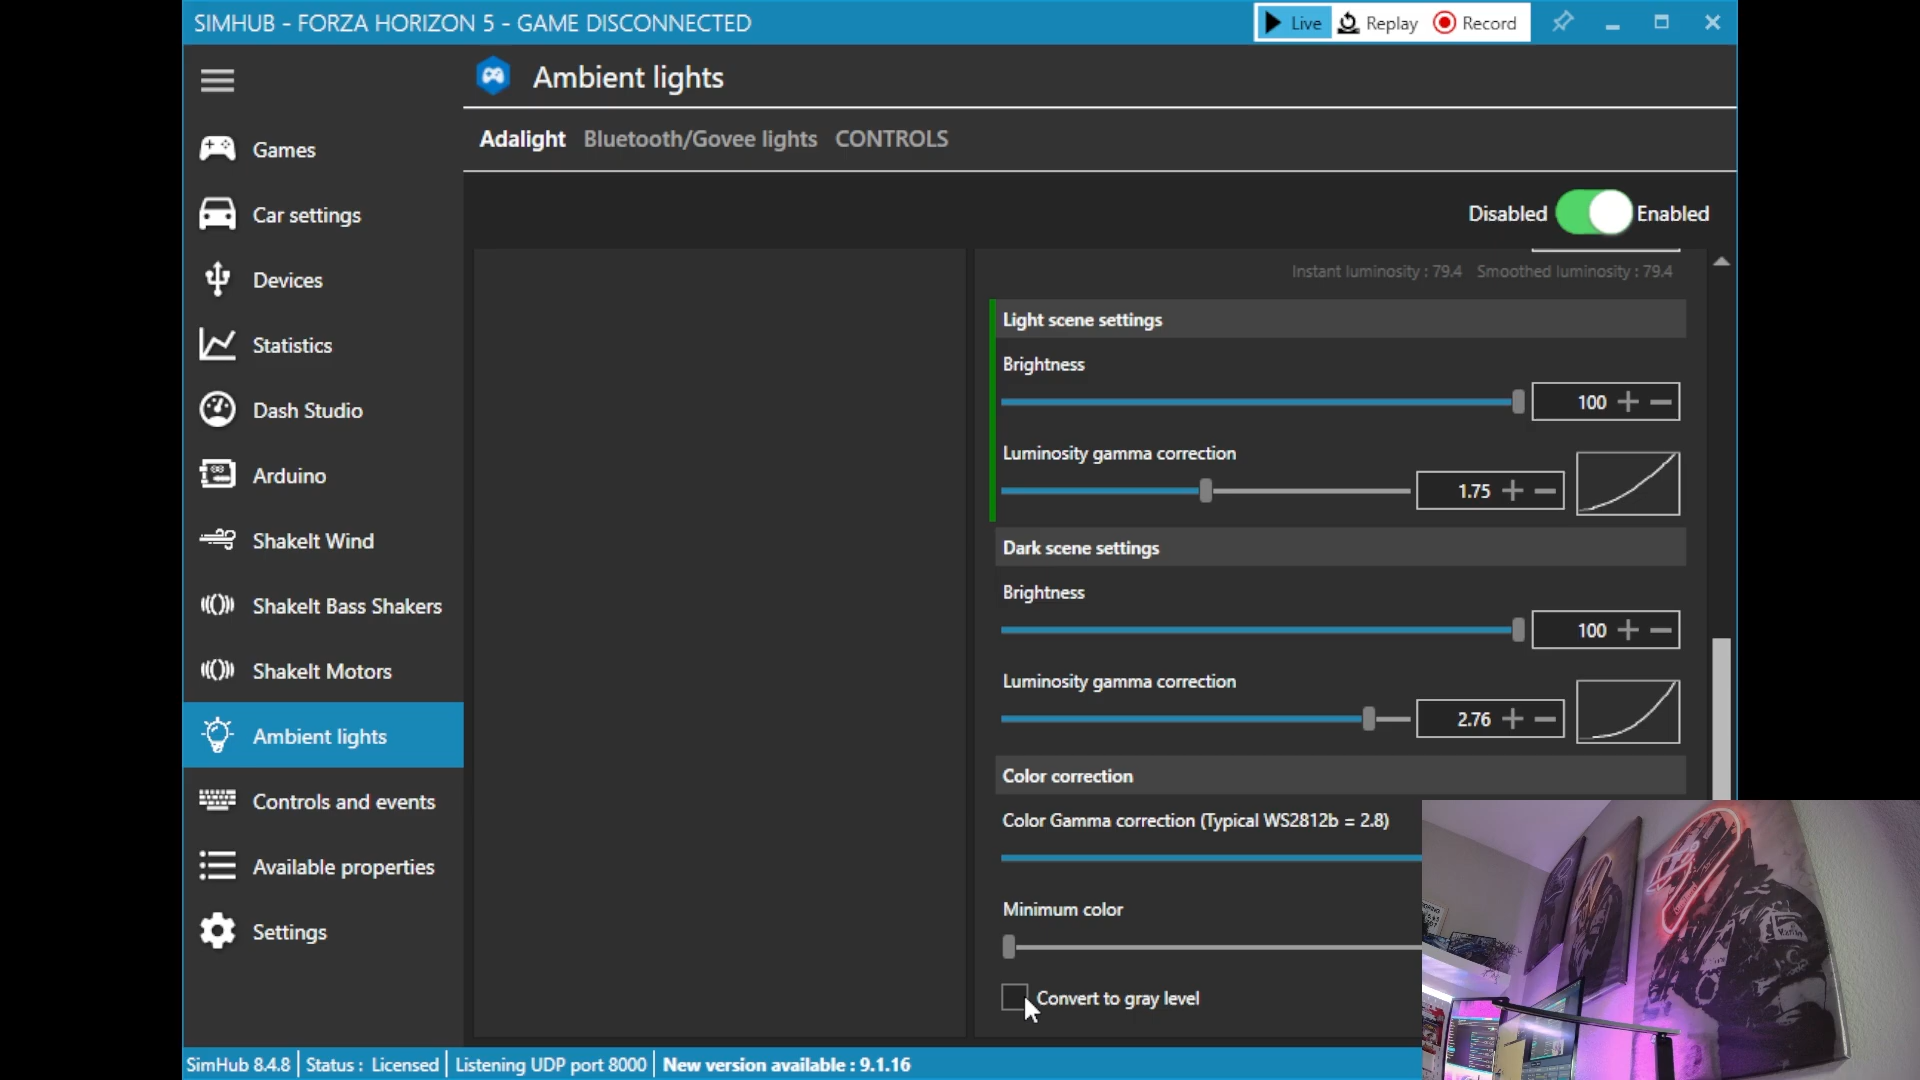 SIMHUB - FORZA HORIZON 5 - GAME DISCONNECTED
Live
Replay
Record
Ambient lights
Adalight
Bluetooth/Govee lights
CONTROLS
Games
Car settings
Devices
Statistics
Dash Studio
Arduino
ShakeIt Wind
ShakeIt Bass Shakers
ShakeIt Motors
Ambient lights
Controls and events
Available properties
Settings
Disabled
Enabled
Instant luminosity : 79.4 Smoothed luminosity : 79.4
Light scene settings
Brightness
100
Luminosity gamma correction
1.75
Dark scene settings
Brightness
100
Luminosity gamma correction
2.76
Color correction
Color Gamma correction (Typical WS2812b = 2.8)
Minimum color
Convert to gray level
SimHub 8.4.8
Status : Licensed
Listening UDP port 8000
New version available : 9.1.16